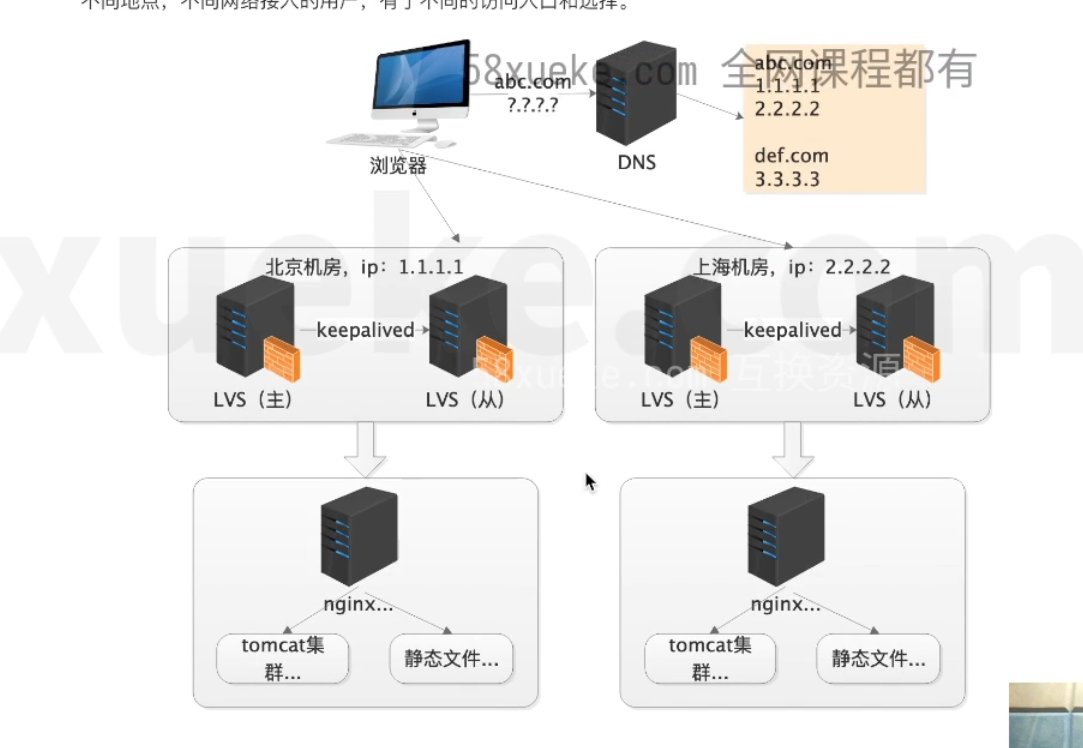 不同地点，不同网络接入的用户，有了不同的访问入口和选择。
58xueke.com 全网课程都有
abc.com
?.?.?.?
abc.com
1.1.1.1
2.2.2.2
def.com
3.3.3.3
浏览器
DNS
xueke.com
北京机房，ip：1.1.1.1
上海机房，ip：2.2.2.2
keepalived
keepalived
58xueke.com 互换资源
LVS（主）
LVS（从）
LVS（主）
LVS（从）
nginx...
nginx...
tomcat集
群...
静态文件...
tomcat集
群...
静态文件...